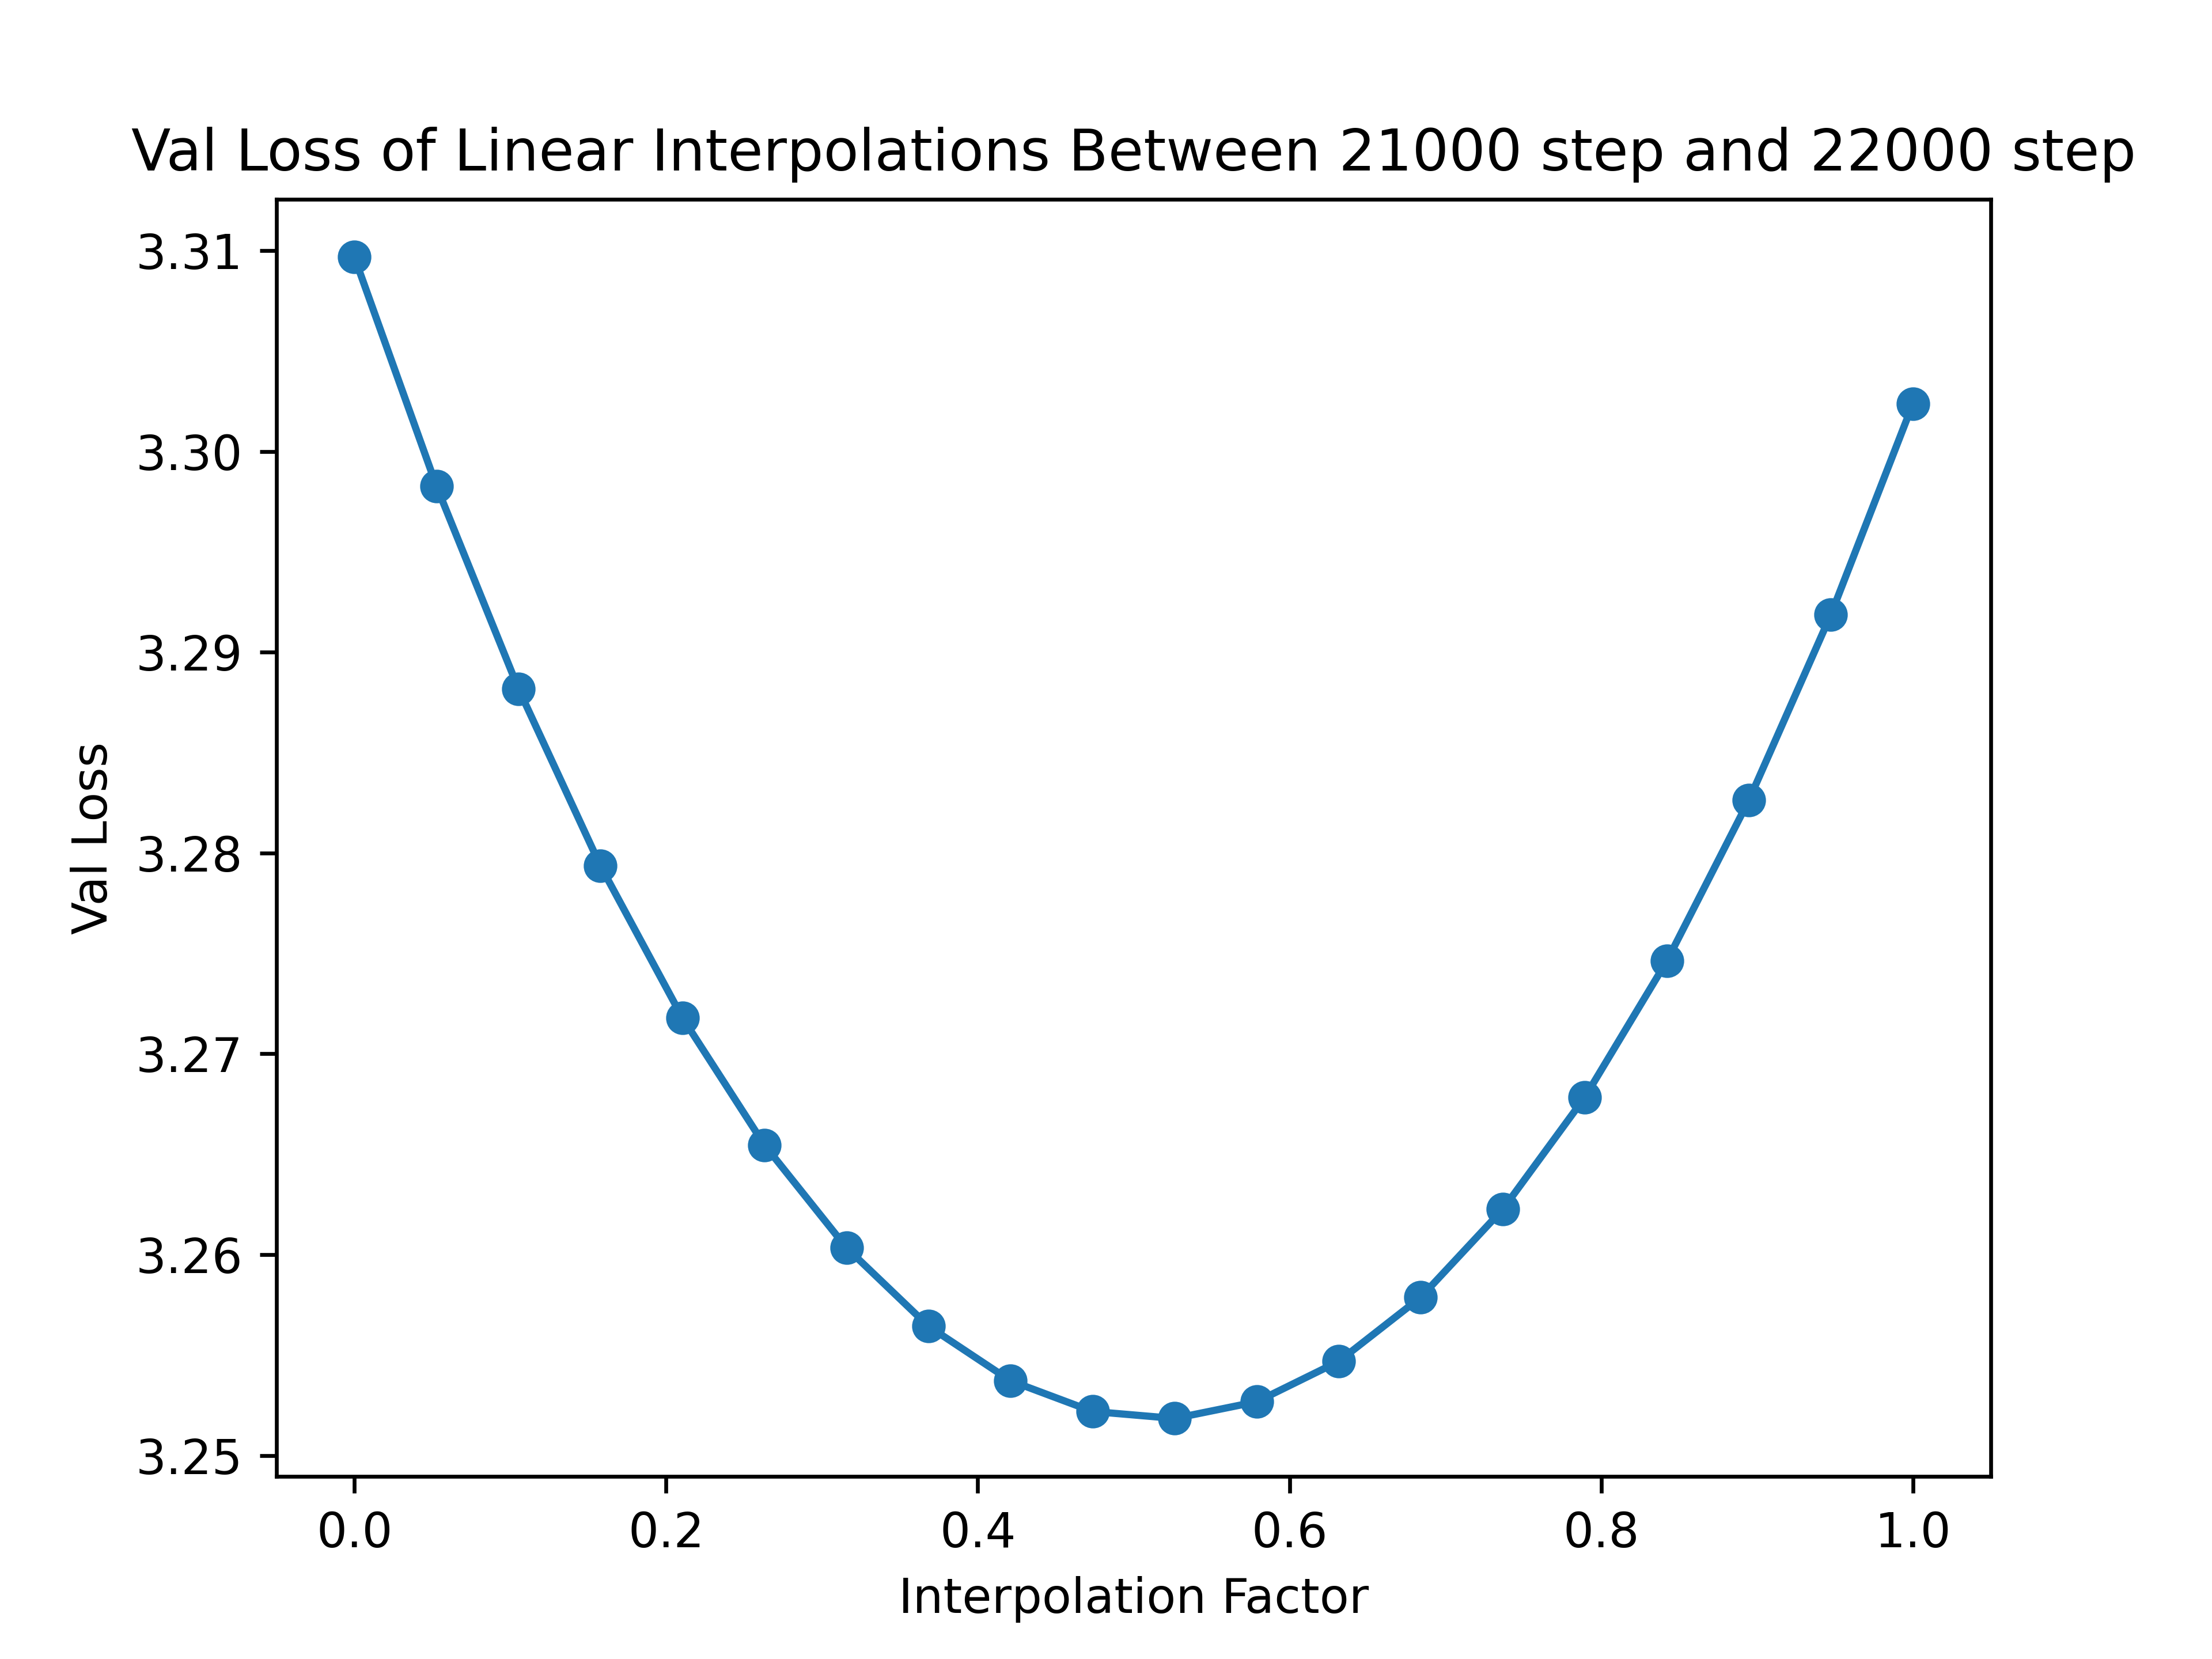 Val Loss of Linear Interpolations Between 21000 step and 22000 step
3.31
3.30
3.29
3.28
3.27
3.26
3.25
Val Loss
0.0 0.2 0.4 0.6 0.8 1.0
Interpolation Factor